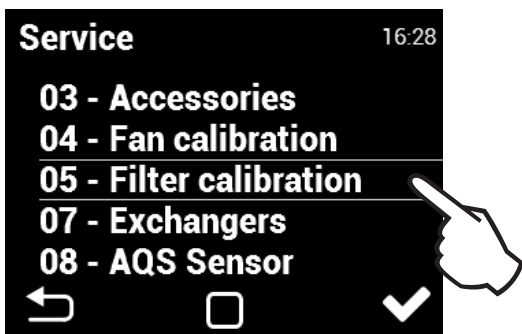 Service 16:28
03 - Accessories
04 - Fan calibration
05 - Filter calibration
07 - Exchangers
08 - AQS Sensor